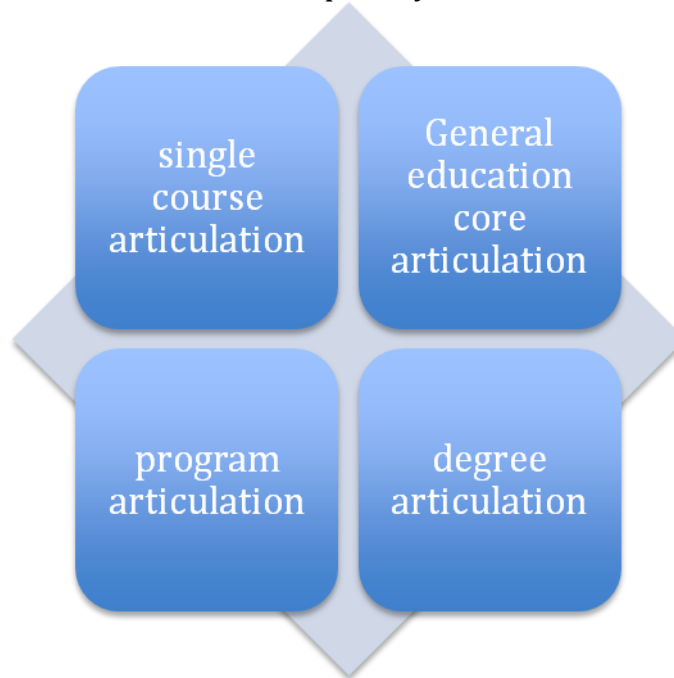 single
course
articulation
General
education
core
articulation
program
articulation
degree
articulation